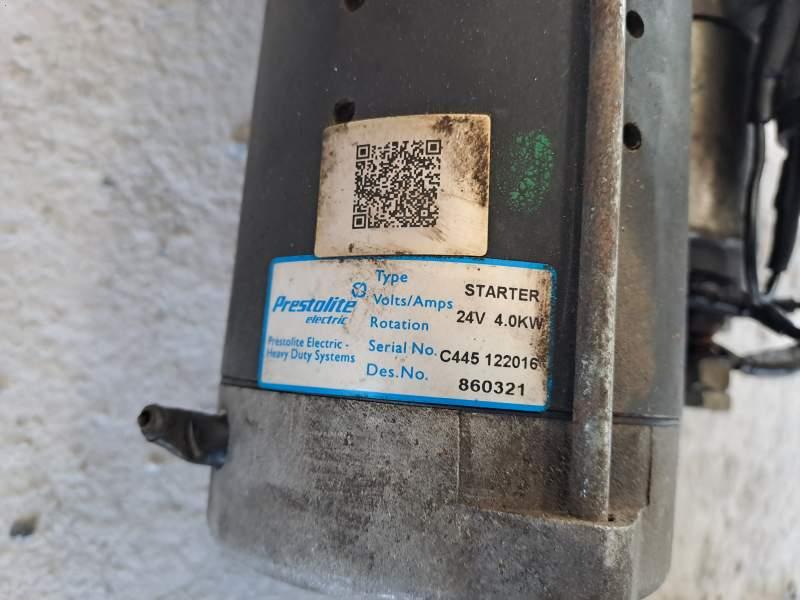 Prestolite
electric
Prestolite Electric -
Heavy Duty Systems
Type STARTER
Volts/Amps 24V 4.0KW
Rotation
Serial No. C445 122016
Des.No. 860321